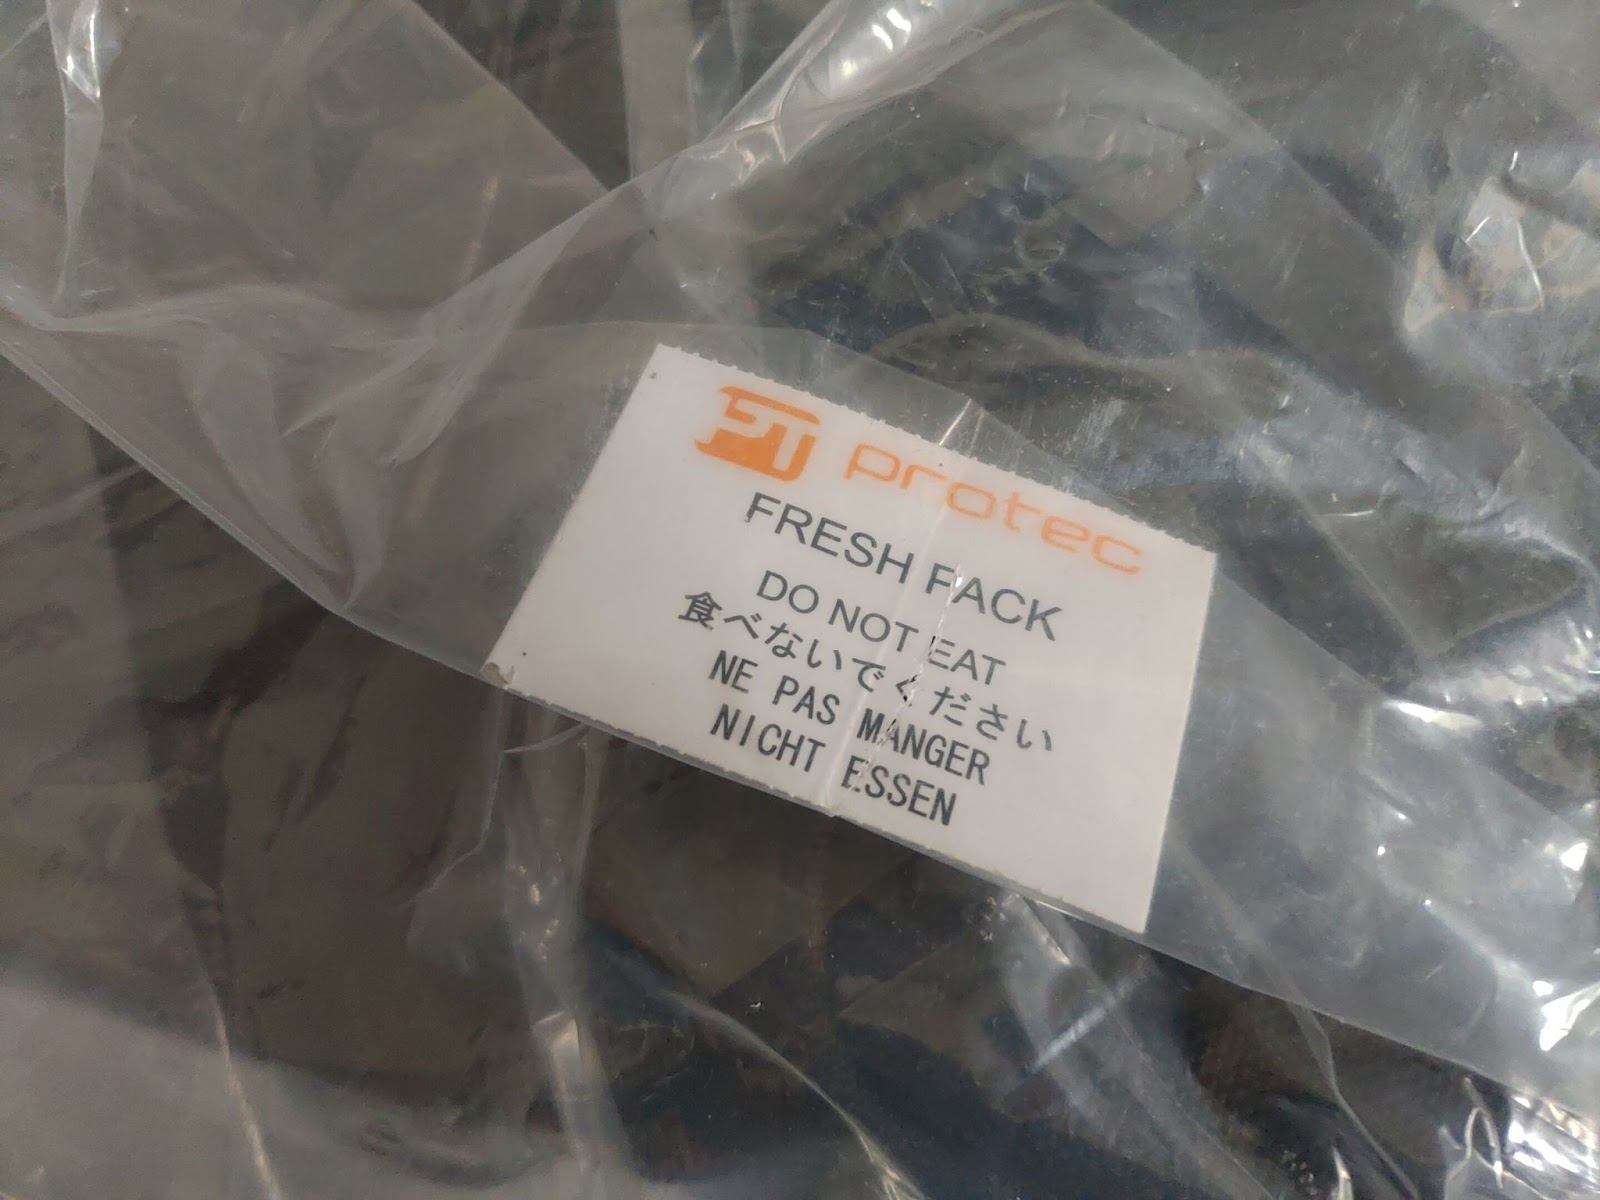 PT protec
FRESH PACK
DO NOT EAT
食べないでください
NE PAS MANGER
NICHT ESSEN